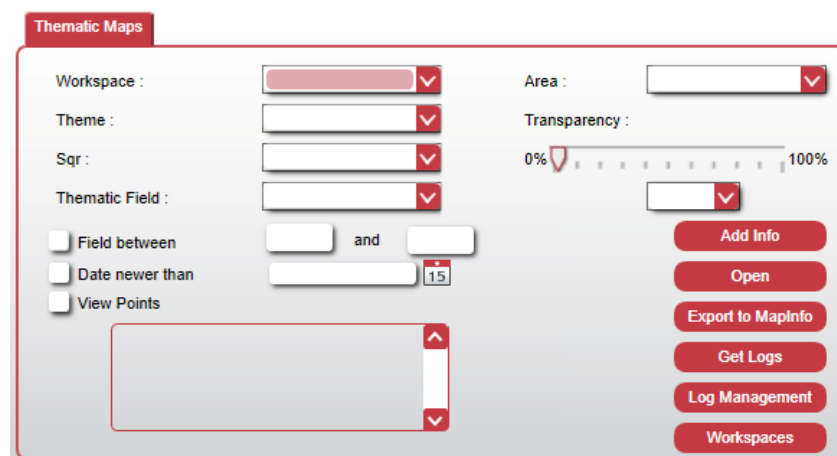 Thematic Maps
Workspace :
Area :
Theme :
Transparency :
Sqr :
0%
100%
Thematic Field :
Field between
and
Add Info
Date newer than
15
Open
View Points
Export to MapInfo
Get Logs
Log Management
Workspaces